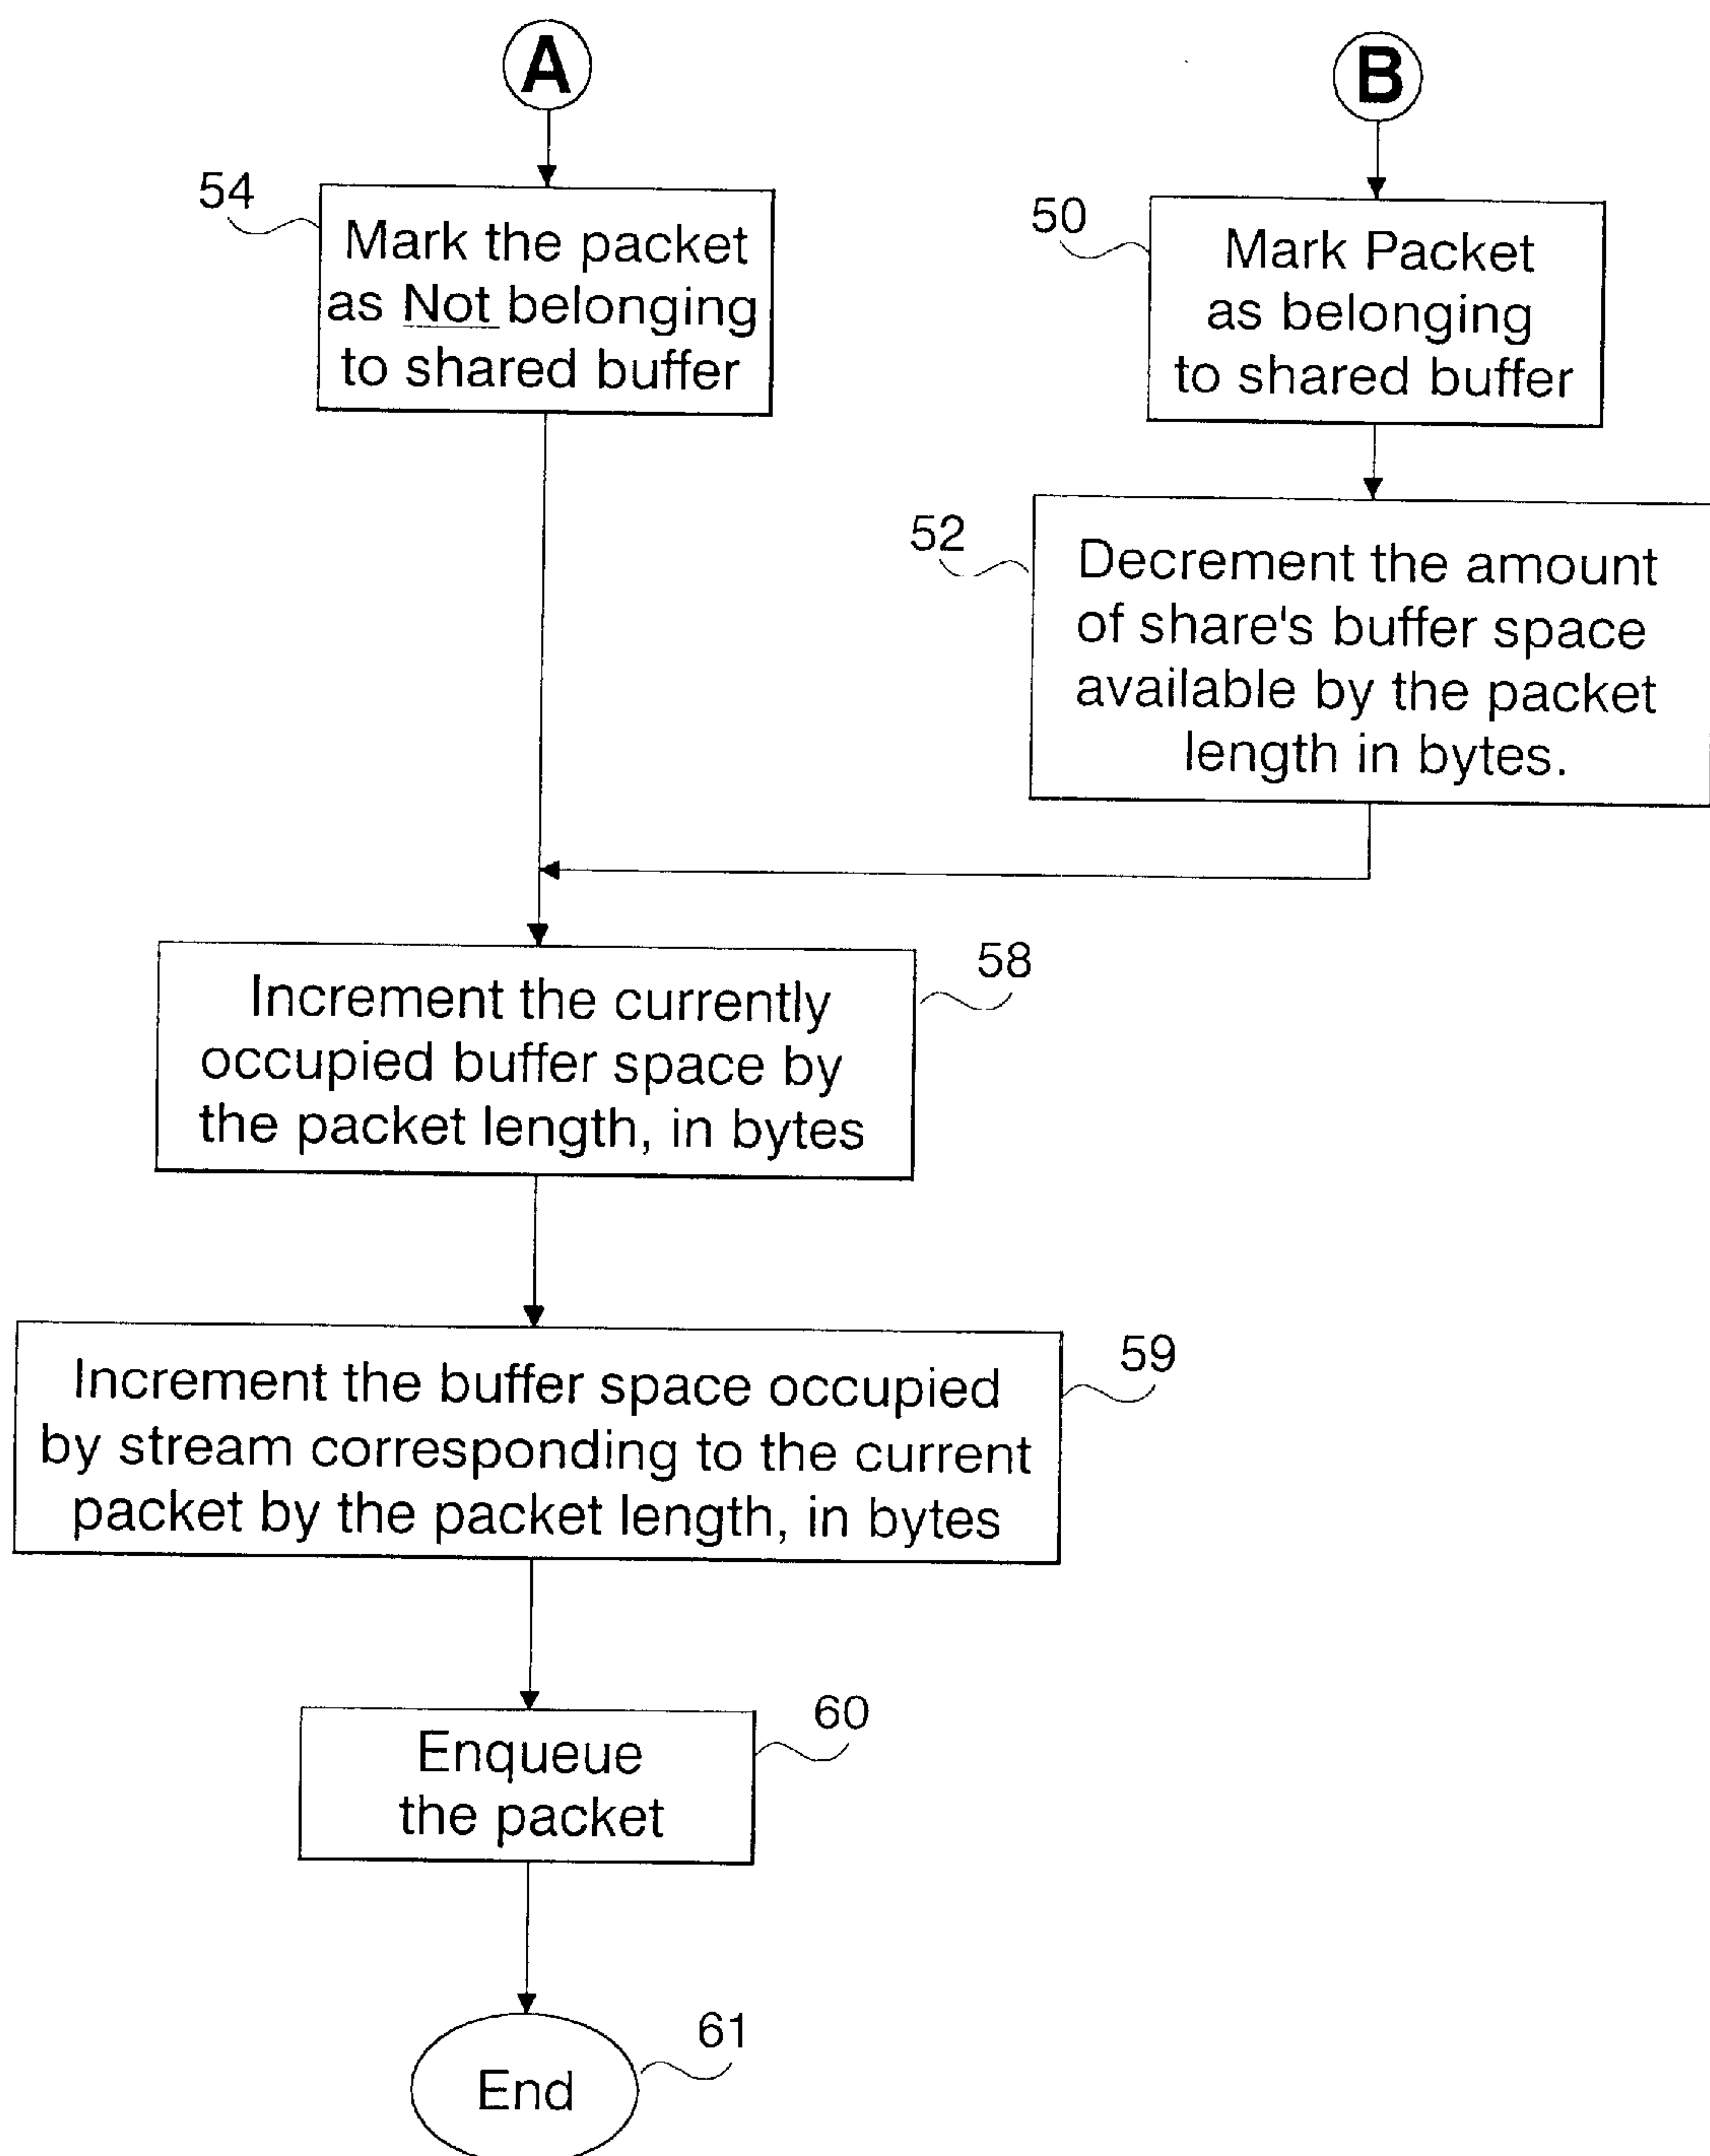 A
B
54
Mark the packet
as Not belonging
to shared buffer
50
Mark Packet
as belonging
to shared buffer
52
Decrement the amount
of share's buffer space
available by the packet
length in bytes.
58
Increment the currently
occupied buffer space by
the packet length, in bytes
59
Increment the buffer space occupied
by stream corresponding to the current
packet by the packet length, in bytes
60
Enqueue
the packet
61
End